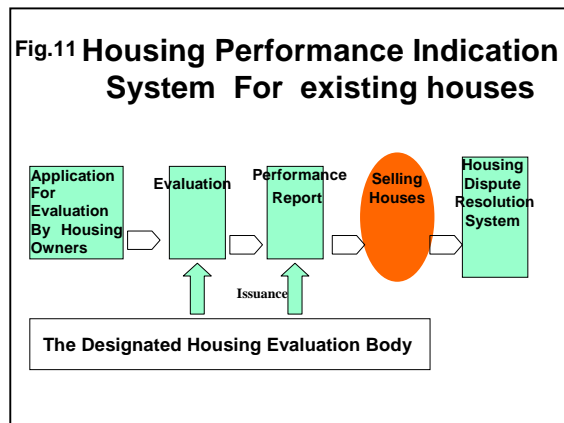 Fig.11 Housing Performance Indication
System For existing houses
Application
For
Evaluation
By Housing
Owners
Evaluation
Performance
Report
Selling
Houses
Housing
Dispute
Resolution
System
Issuance
The Designated Housing Evaluation Body